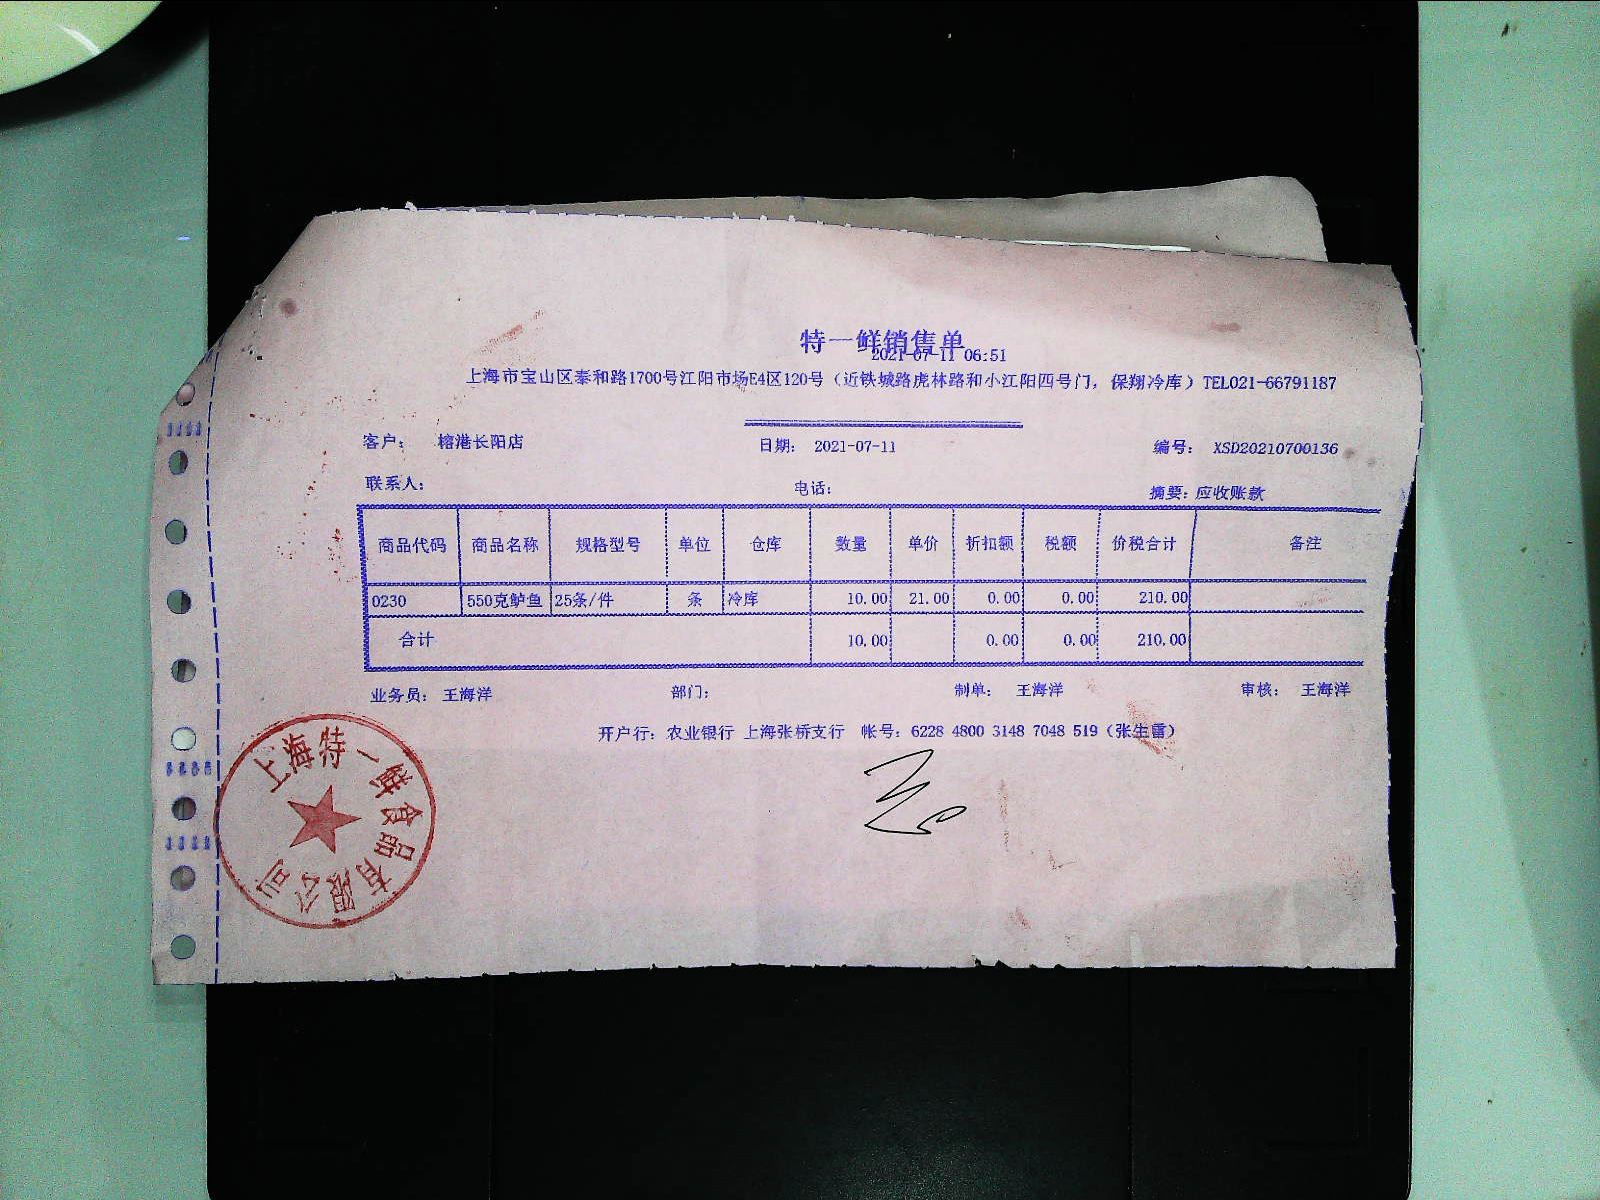 特一鲜销售单
2021-07-11 06:51
上海市宝山区泰和路1700号江阳市场E4区120号（近铁城路虎林路和小江阳四号门，保翔冷库）TEL021-66791187
客户： 榕港长阳店 日期： 2021-07-11 编号： XSD20210700136
联系人： 电话： 摘要：应收账款
商品代码 商品名称 规格型号 单位 仓库 数量 单价 折扣额 税额 价税合计 备注
0230 550克鲈鱼 25条/件 条 冷库 10.00 21.00 0.00 0.00 210.00
合计 10.00 0.00 0.00 210.00
业务员： 王海洋 部门： 制单： 王海洋 审核： 王海洋
开户行：农业银行 上海张桥支行 帐号：6228 4800 3148 7048 519（张生雷）
上海特一鲜食品有限公司